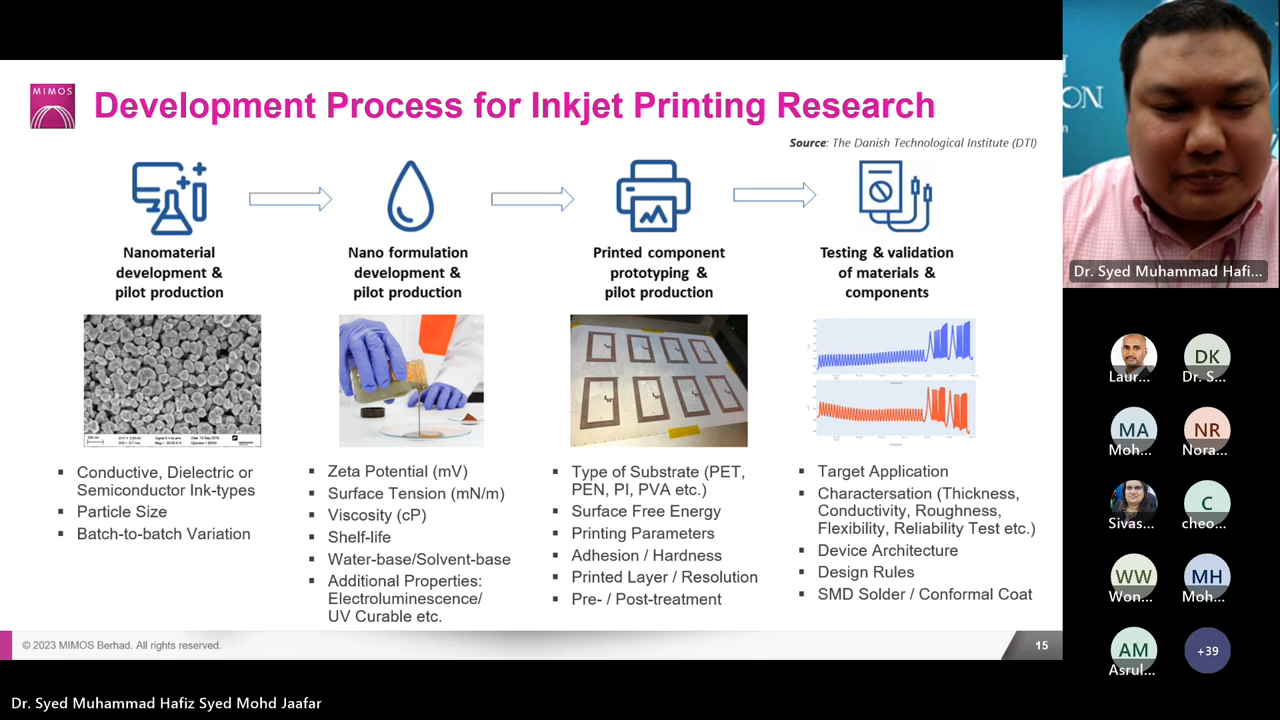 MIMOS
Development Process for Inkjet Printing Research
Source: The Danish Technological Institute (DTI)
Nanomaterial
development &
pilot production
Nano formulation
development &
pilot production
Printed component
prototyping &
pilot production
Testing & validation
of materials &
components
▪ Conductive, Dielectric or
Semiconductor Ink-types
▪ Particle Size
▪ Batch-to-batch Variation
▪ Zeta Potential (mV)
▪ Surface Tension (mN/m)
▪ Viscosity (cP)
▪ Shelf-life
▪ Water-base/Solvent-base
▪ Additional Properties:
Electroluminescence/
UV Curable etc.
▪ Type of Substrate (PET,
PEN, PI, PVA etc.)
▪ Surface Free Energy
▪ Printing Parameters
▪ Adhesion / Hardness
▪ Printed Layer / Resolution
▪ Pre- / Post-treatment
▪ Target Application
▪ Charactersation (Thickness,
Conductivity, Roughness,
Flexibility, Reliability Test etc.)
▪ Device Architecture
▪ Design Rules
▪ SMD Solder / Conformal Coat
© 2023 MIMOS Berhad. All rights reserved.
15
Dr. Syed Muhammad Hafi...
Laur...
DK
Dr. S...
MA
Moh...
NR
Nora...
Sivas...
C
cheo...
WW
Won...
MH
Moh...
AM
Asrul...
+39
Dr. Syed Muhammad Hafiz Syed Mohd Jaafar